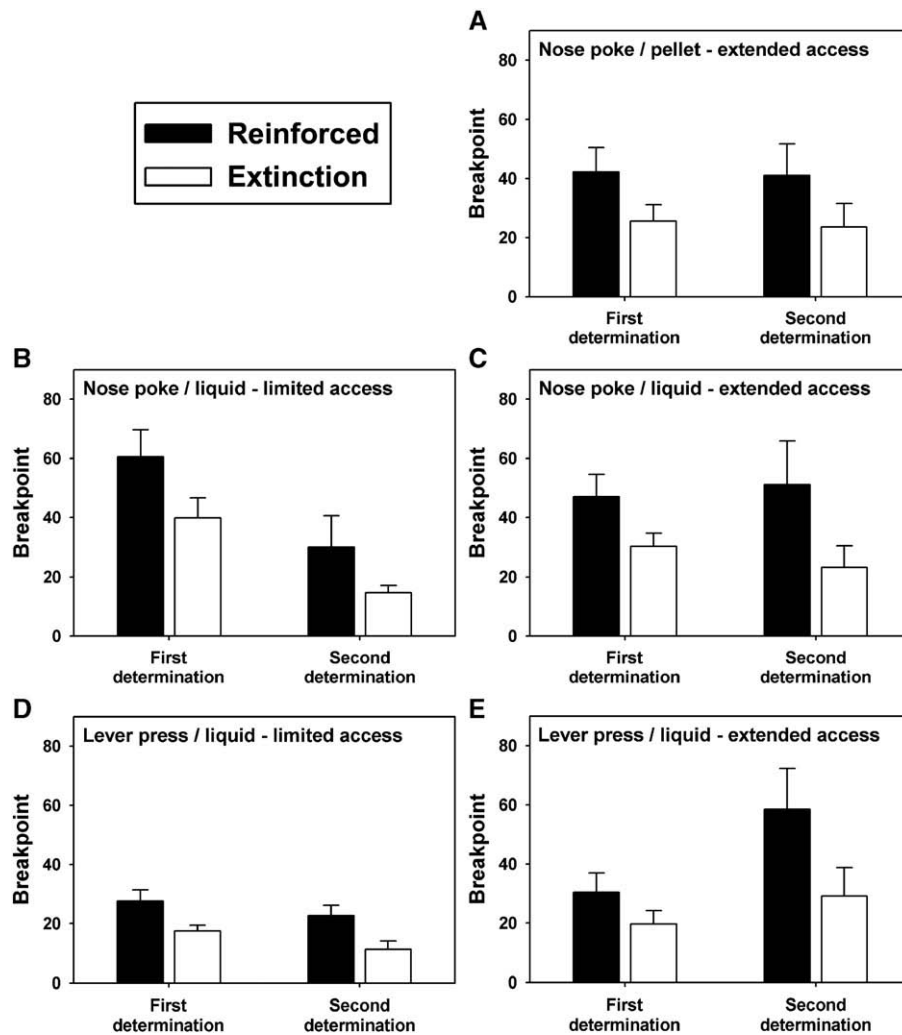 A
Nose poke / pellet - extended access
Reinforced
Extinction
Breakpoint
80
60
40
20
0
First determination
Second determination
B
Nose poke / liquid - limited access
Breakpoint
80
60
40
20
0
First determination
Second determination
C
Nose poke / liquid - extended access
Breakpoint
80
60
40
20
0
First determination
Second determination
D
Lever press / liquid - limited access
Breakpoint
80
60
40
20
0
First determination
Second determination
E
Lever press / liquid - extended access
Breakpoint
80
60
40
20
0
First determination
Second determination